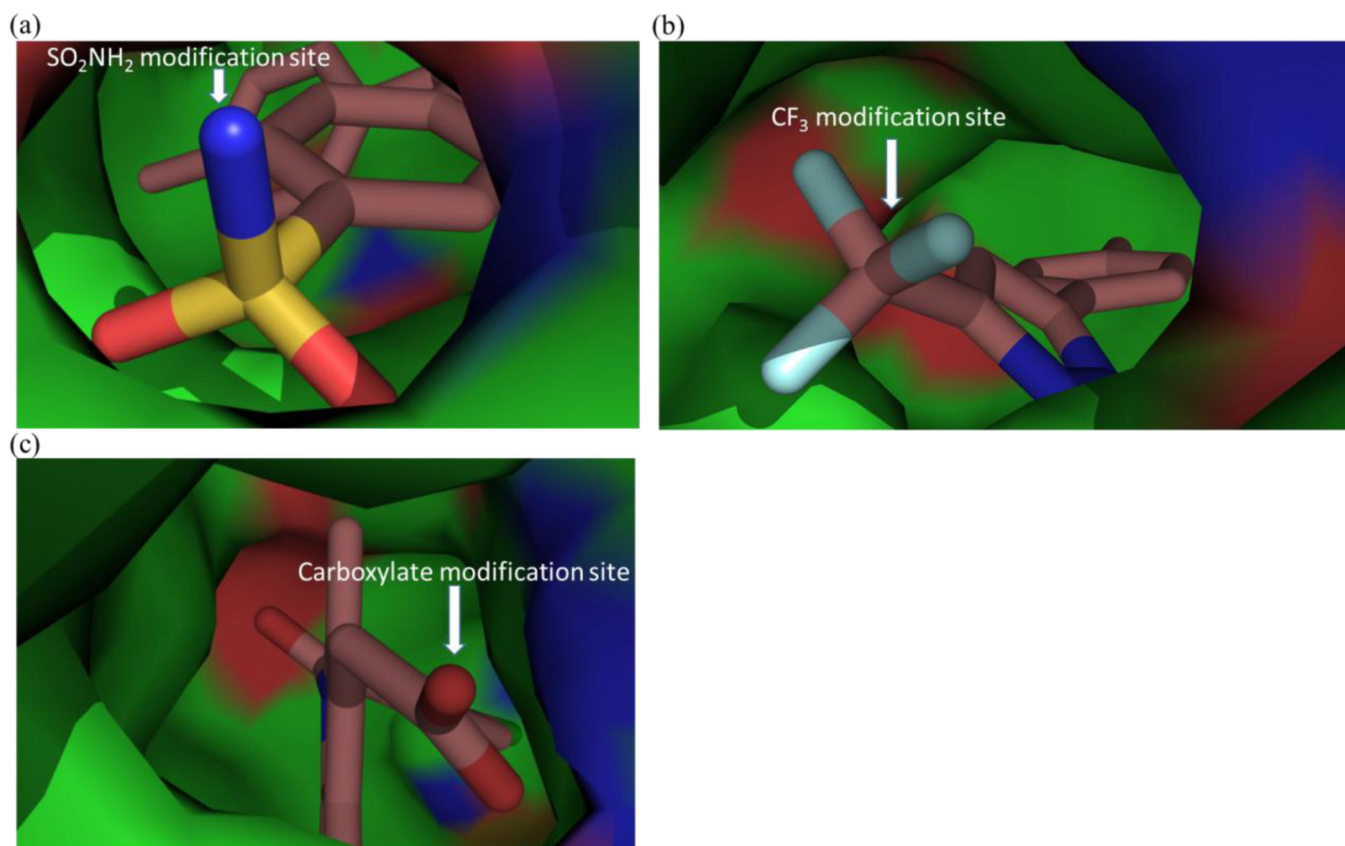 (a)
SO₂NH₂ modification site
(b)
CF₃ modification site
(c)
Carboxylate modification site